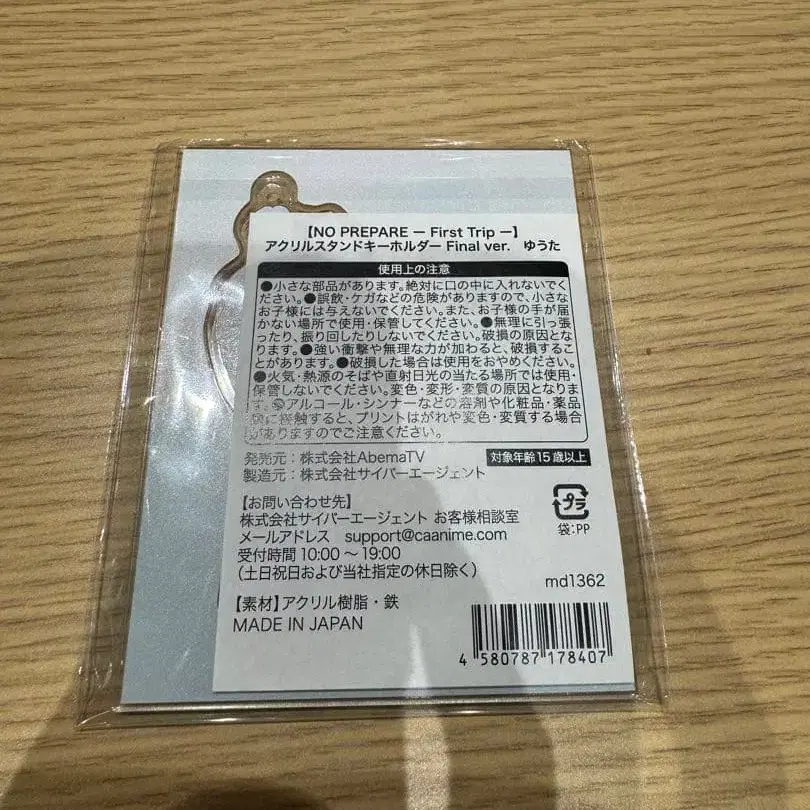 【NO PREPARE ー First Trip ー】
アクリルスタンドキーホルダー Final ver.　ゆうた
使用上の注意
●小さな部品があります。絶対に口の中に入れないでく
ださい。●誤飲・ケガなどの危険がありますので、小さな
お子様には与えないでください。また、お子様の手が届
かない場所で使用・保管してください。●無理に引っ張
ったり、振り回したりしないでください。破損の原因とな
ります。●強い衝撃や無理な力が加わると、破損するこ
とがあります。●破損した場合は使用をおやめください。
●火気・熱源のそばや直射日光の当たる場所では使用・
保管しないでください。変色・変形・変質の原因となりま
す。●アルコール・シンナーなどの溶剤や化粧品・薬品
等に接触すると、プリントはがれや変色・変質する場合
がありますのでご注意ください。
発売元：株式会社AbemaTV
対象年齢15歳以上
製造元：株式会社サイバーエージェント
【お問い合わせ先】
株式会社サイバーエージェント お客様相談室
メールアドレス　support@caanime.com
受付時間 10:00 〜 19:00
（土日祝日および当社指定の休日除く）
プラ
袋:PP
md1362
【素材】アクリル樹脂・鉄
MADE IN JAPAN
4 580787 178407